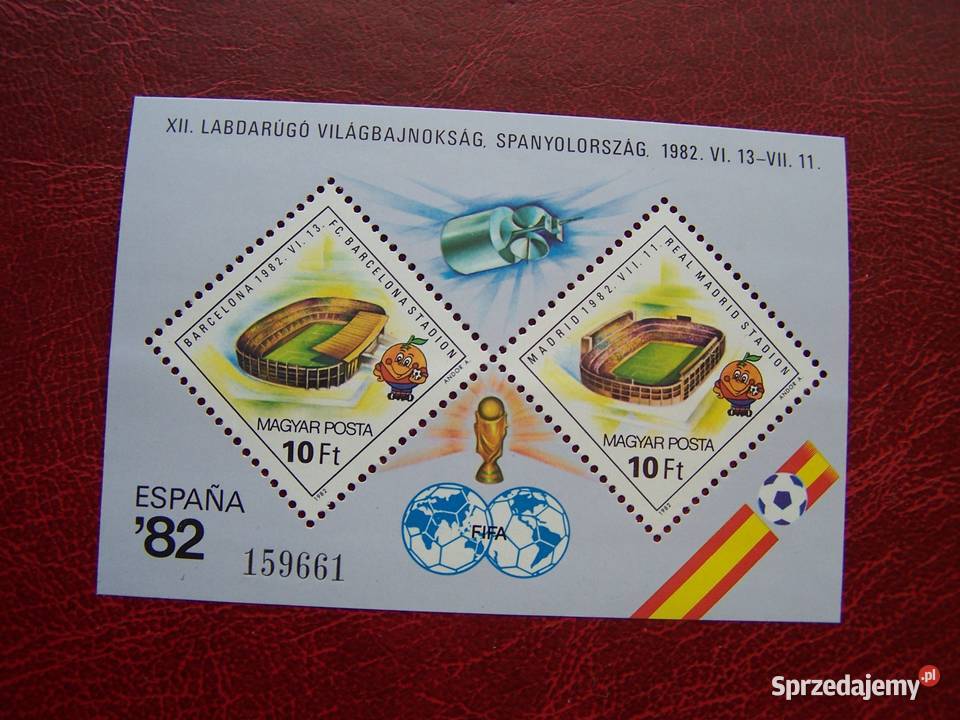 XII. LABDARÚGÓ VILÁGBAJNOKSÁG, SPANYOLORSZÁG, 1982. VI. 13–VII. 11.
BARCELONA 1982. VI. 13. FC. BARCELONA STADION
ANDOR A.
MAGYAR POSTA
10 Ft
1982
MADRID 1982. VII. 11. REAL MADRID STADION
ANDOR A.
MAGYAR POSTA
10 Ft
1982
ESPAÑA
'82
159661
FIFA
Sprzedajemy.pl